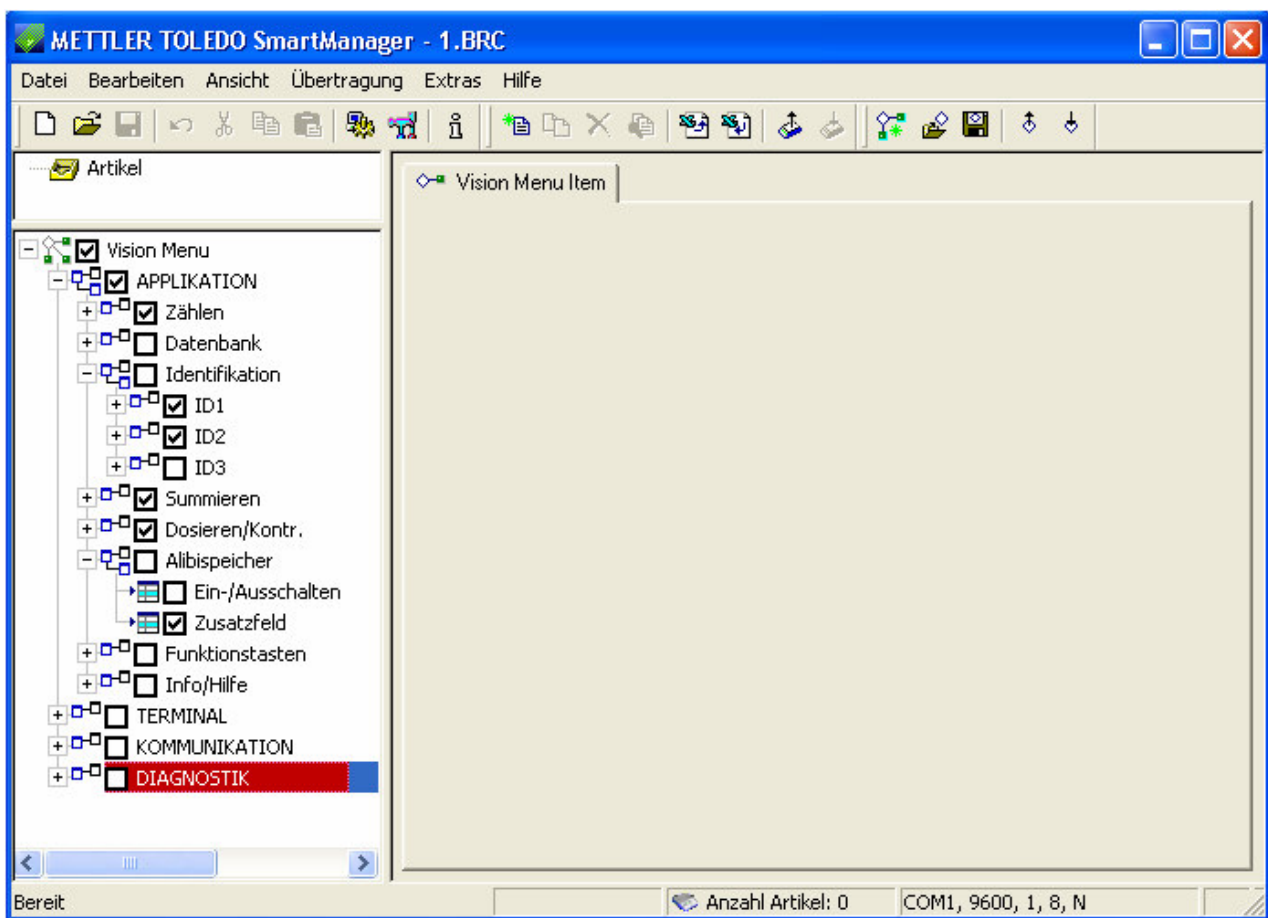 METTLER TOLEDO SmartManager - 1.BRC
Datei Bearbeiten Ansicht Übertragung Extras Hilfe
Artikel
Vision Menu Item
Vision Menu
APPLIKATION
Zählen
Datenbank
Identifikation
ID1
ID2
ID3
Summieren
Dosieren/Kontr.
Alibispeicher
Ein-/Ausschalten
Zusatzfeld
Funktionstasten
Info/Hilfe
TERMINAL
KOMMUNIKATION
DIAGNOSTIK
Bereit Anzahl Artikel: 0 COM1, 9600, 1, 8, N